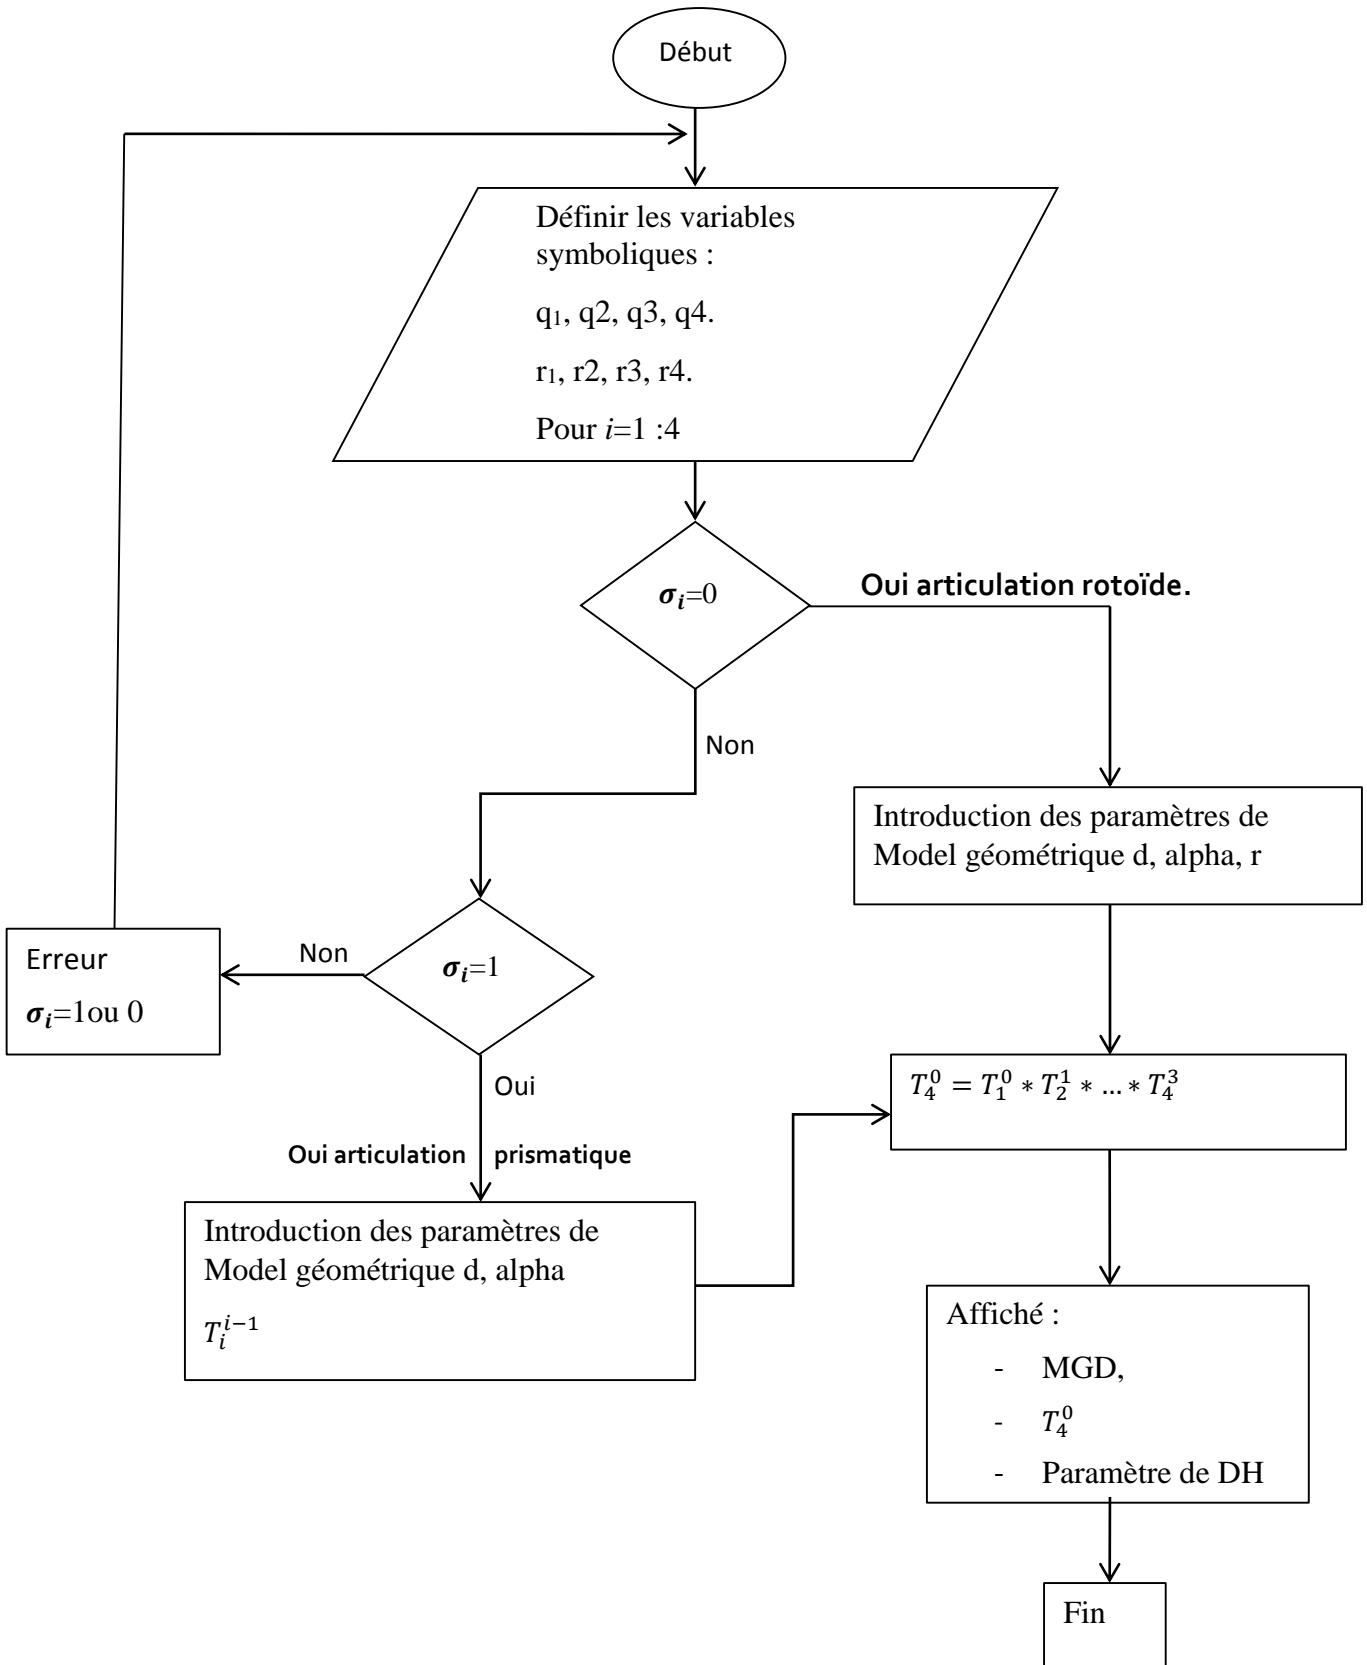 Début
Définir les variables
symboliques :
q₁, q2, q3, q4.
r₁, r2, r3, r4.
Pour i=1 :4
σᵢ=0
Oui articulation rotoïde.
Non
Introduction des paramètres de
Model géométrique d, alpha, r
Erreur
σᵢ=1ou 0
Non
σᵢ=1
Oui
Oui articulation prismatique
T_4^0 = T_1^0 * T_2^1 * … * T_4^3
Introduction des paramètres de
Model géométrique d, alpha
T_i^{i-1}
Affiché :
- MGD,
- T_4^0
- Paramètre de DH
Fin